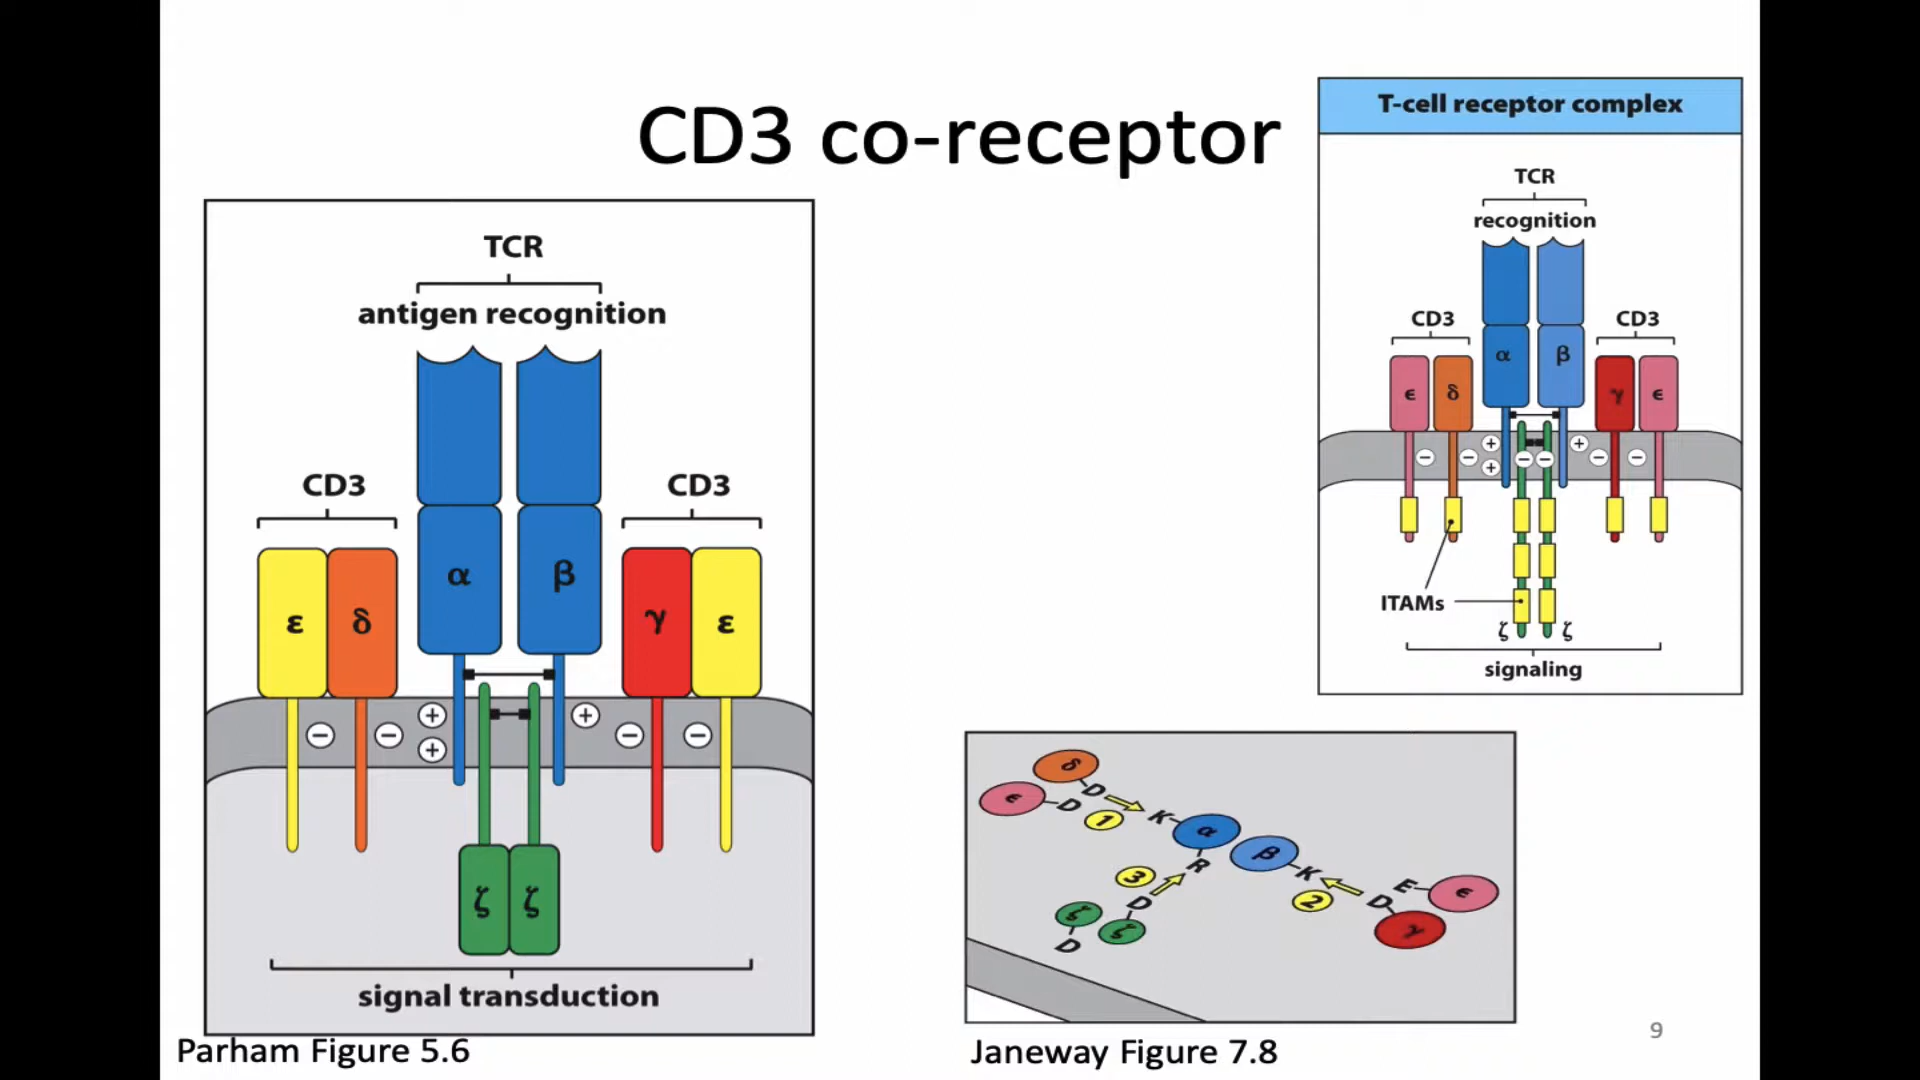 CD3 co-receptor
TCR
antigen recognition
CD3
CD3
ε
δ
α
β
γ
ε
+
+
+
−
−
−
−
ζ
ζ
signal transduction
Parham Figure 5.6
T-cell receptor complex
TCR
recognition
CD3
CD3
α
β
ϵ
δ
γ
ϵ
+
+
+
−
−
−
−
−
−
ITAMs
ζ
ζ
signaling
δ
ϵ
D
D
1
K
α
β
R
K
3
D
2
D
E
ϵ
γ
ζ
ζ
D
Janeway Figure 7.8
9